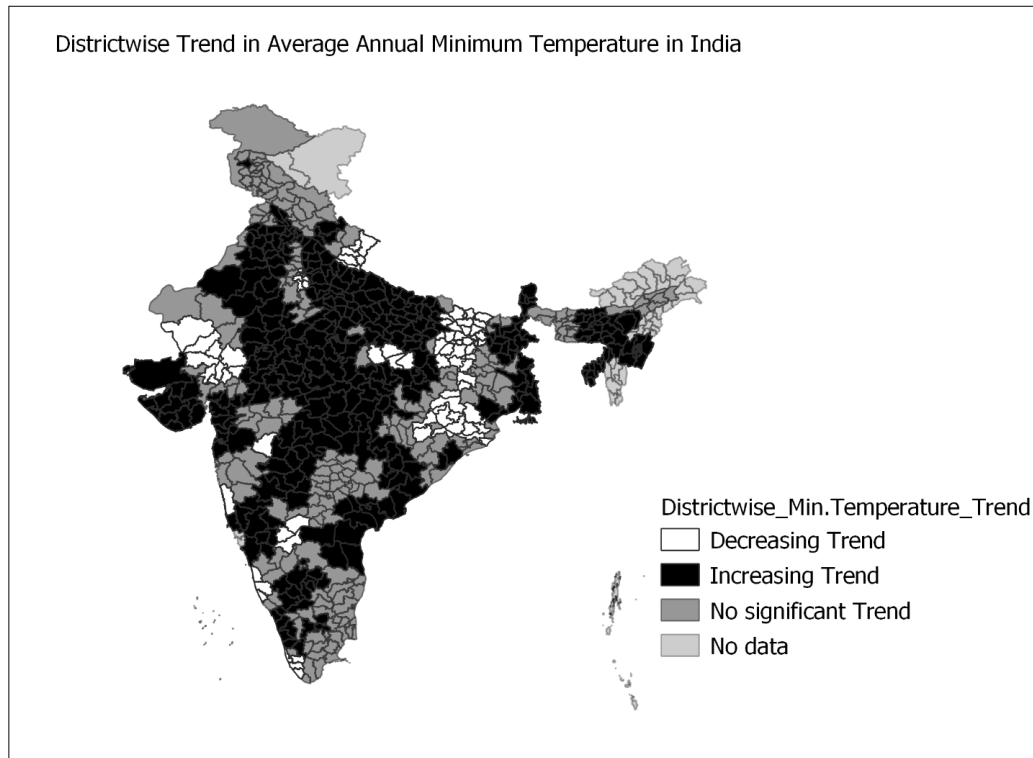 Districtwise Trend in Average Annual Minimum Temperature in India
Districtwise_Min.Temperature_Trend
Decreasing Trend
Increasing Trend
No significant Trend
No data